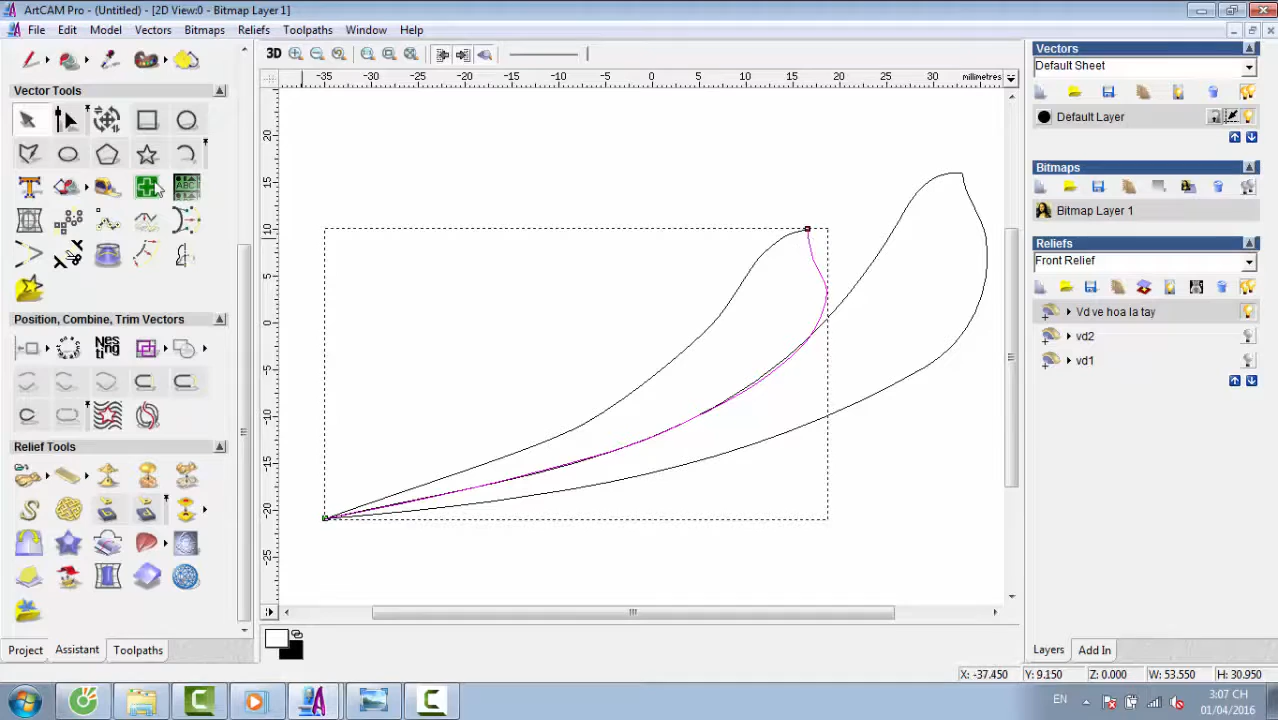 ArtCAM Pro - (Untitled) - [2D View:0 - Bitmap Layer 1]
File Edit Model Vectors Bitmaps Reliefs Toolpaths Window Help
3D
Vector Tools
ABC
Position, Combine, Trim Vectors
NES
Ting
Relief Tools
Project Assistant Toolpaths
-35 -30 -25 -20 -15 -10 -5 0 5 10 15 20 25 30 millimetres
20
15
10
5
0
-5
-10
-15
-20
-25
Vectors
Default Sheet
Default Layer
Bitmaps
Bitmap Layer 1
Reliefs
Front Relief
Vd ve hoa la tay
vd2
vd1
Layers Add In
X: -37.450 Y: 9.150 Z: 0.000 W: 53.550 H: 30.950
EN
3:07 CH
01/04/2016